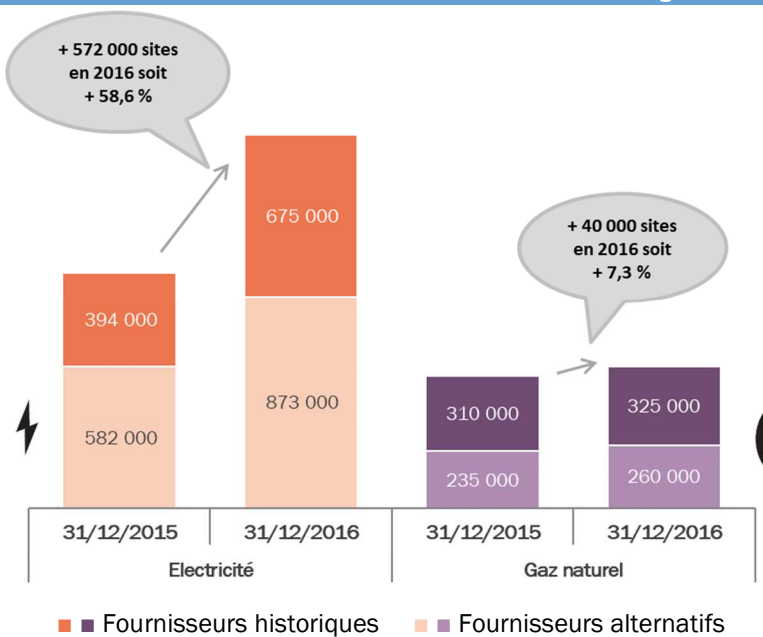 + 572 000 sites
en 2016 soit
+ 58,6 %
675 000
+ 40 000 sites
en 2016 soit
+ 7,3 %
394 000
873 000
582 000
310 000
325 000
235 000
260 000
31/12/2015
31/12/2016
31/12/2015
31/12/2016
Electricité
Gaz naturel
Fournisseurs historiques
Fournisseurs alternatifs